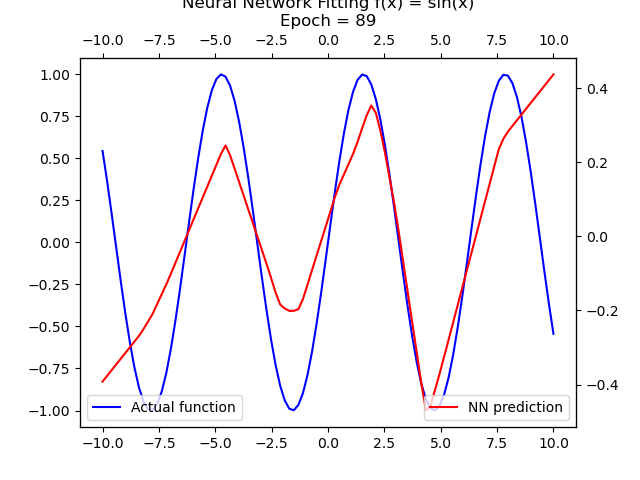 Neural Network Fitting f(x) = sin(x)
Epoch = 89
−10.0 −7.5 −5.0 −2.5 0.0 2.5 5.0 7.5 10.0
1.00
0.75
0.50
0.25
0.00
−0.25
−0.50
−0.75
−1.00
0.4
0.2
0.0
−0.2
−0.4
Actual function
NN prediction
−10.0 −7.5 −5.0 −2.5 0.0 2.5 5.0 7.5 10.0